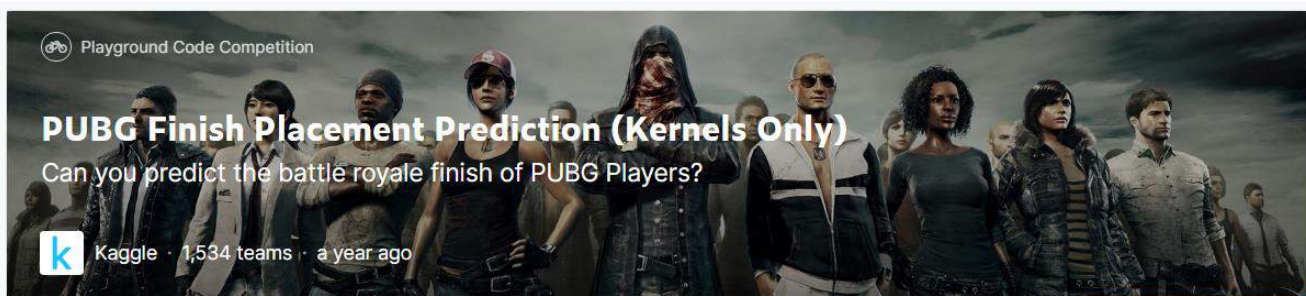 Playground Code Competition
PUBG Finish Placement Prediction (Kernels Only)
Can you predict the battle royale finish of PUBG Players?
k Kaggle · 1,534 teams · a year ago